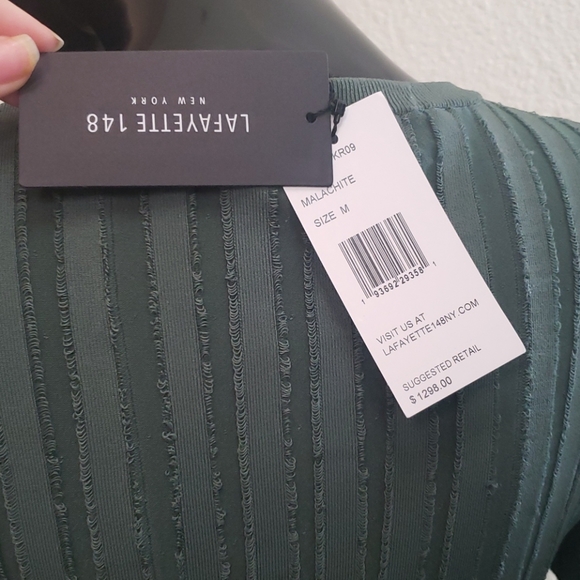 LAFAYETTE 148
NEW YORK
KR09
MALACHITE
SIZE M
1 93692 29358 1
VISIT US AT
LAFAYETTE148NY.COM
SUGGESTED RETAIL
$ 1298.00